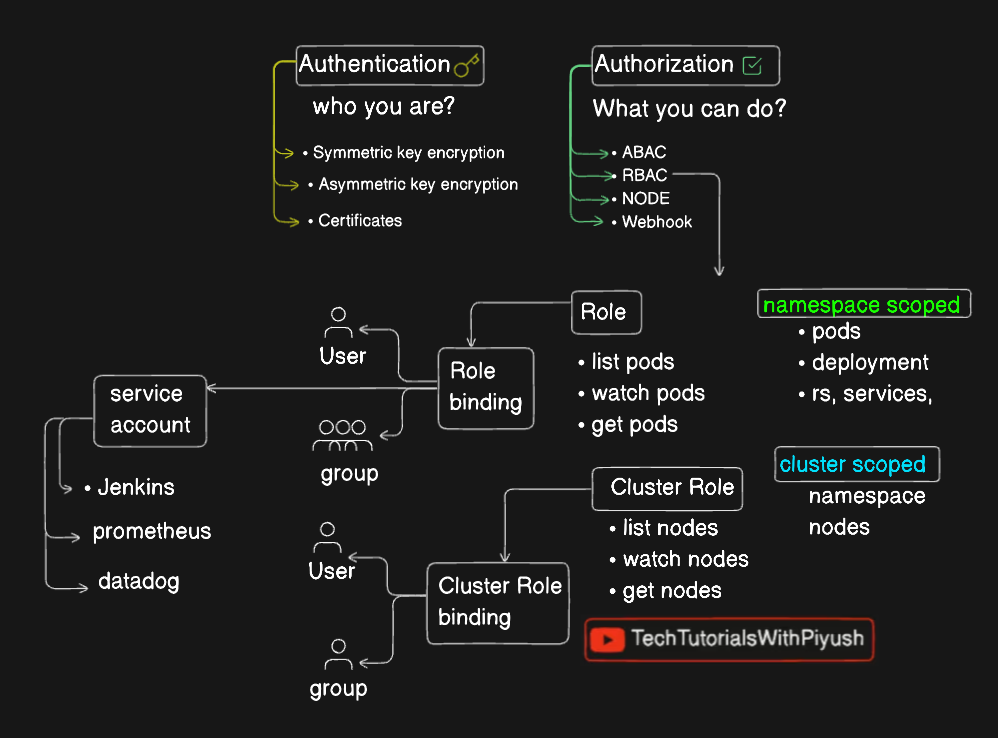 Authentication
who you are?
• Symmetric key encryption
• Asymmetric key encryption
• Certificates
Authorization
What you can do?
• ABAC
• RBAC
• NODE
• Webhook
Role
• list pods
• watch pods
• get pods
namespace scoped
• pods
• deployment
• rs, services,
User
Role
binding
service
account
group
• Jenkins
prometheus
datadog
cluster scoped
namespace
nodes
Cluster Role
• list nodes
• watch nodes
• get nodes
User
Cluster Role
binding
group
TechTutorialsWithPiyush